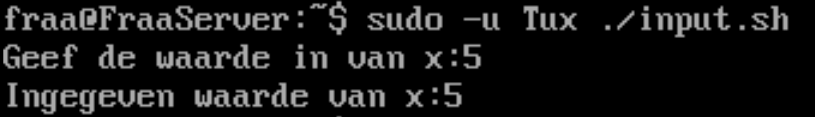 fraa@FraaServer:~$ sudo -u Tux ./input.sh
Geef de waarde in van x:5
Ingegeven waarde van x:5